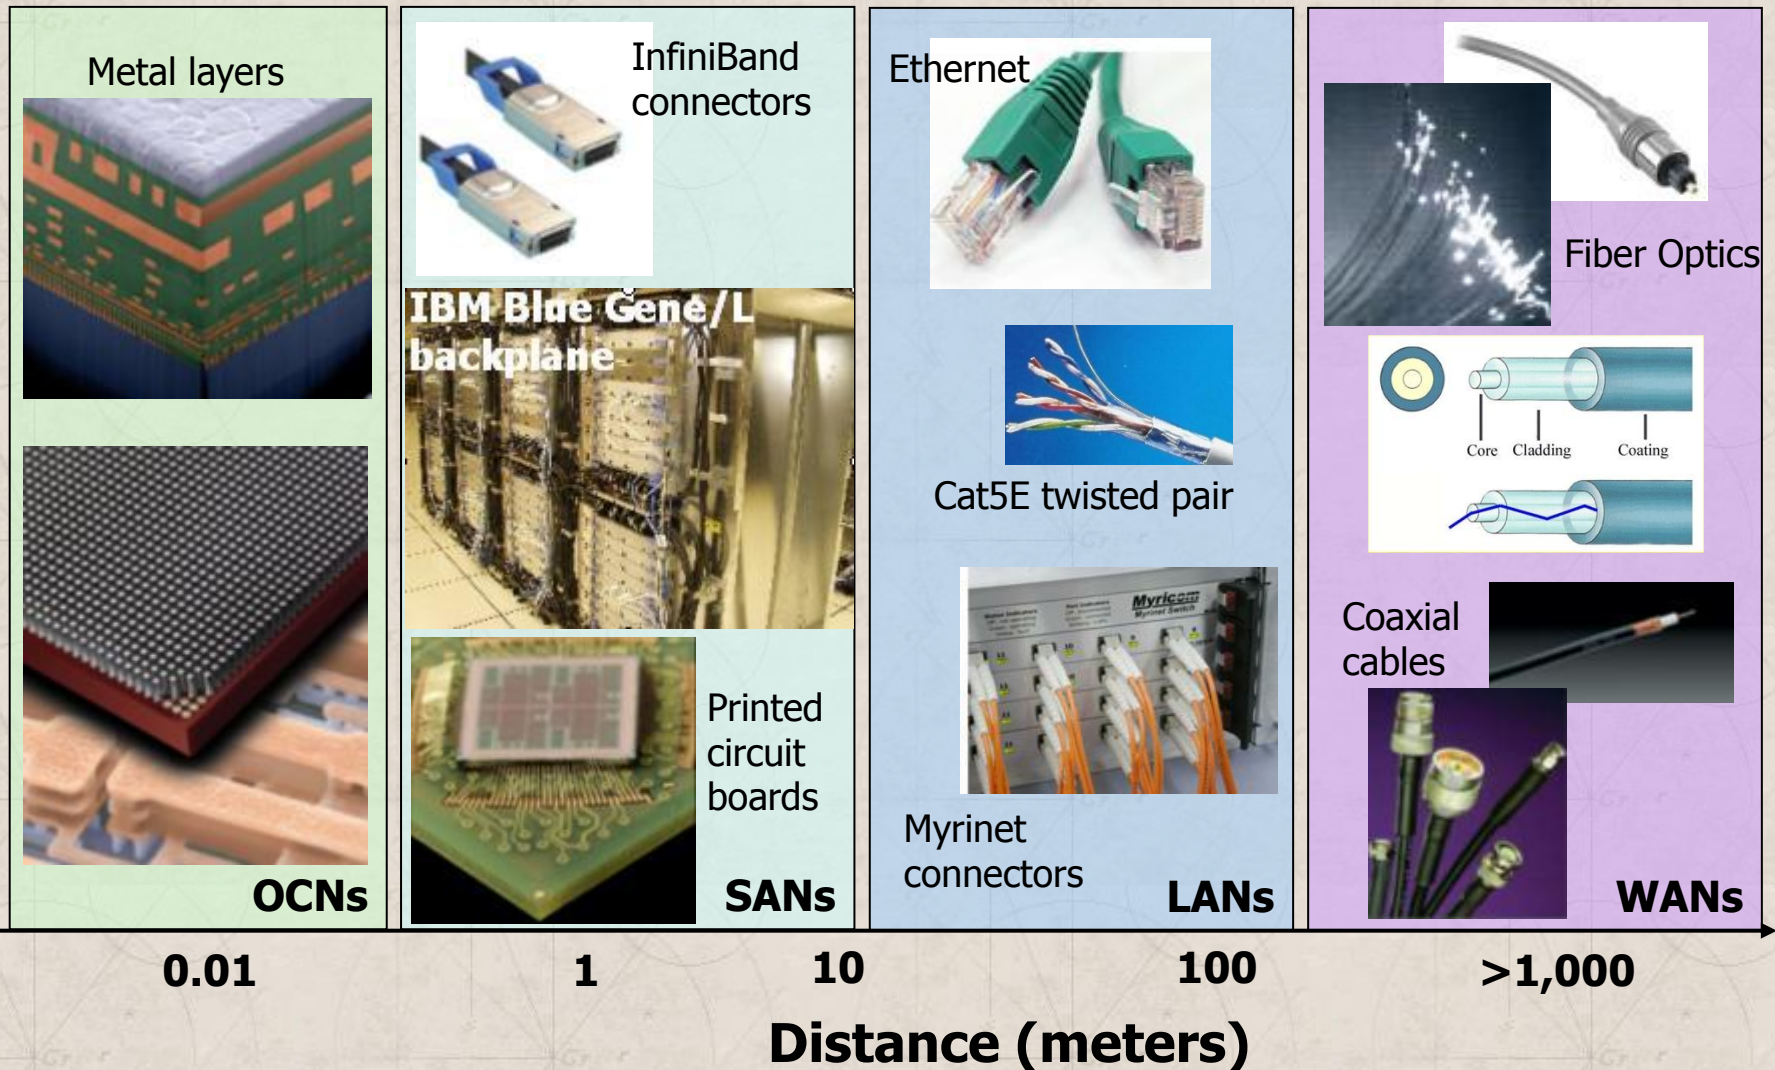 Metal layers
OCNs
InfiniBand
connectors
IBM Blue Gene/L
backplane
Printed
circuit
boards
SANs
Ethernet
Cat5E twisted pair
Myricom
Myrinet Switch
Myrinet
connectors
LANs
Fiber Optics
Core Cladding Coating
Coaxial
cables
WANs
0.01 1 10 100 >1,000
Distance (meters)